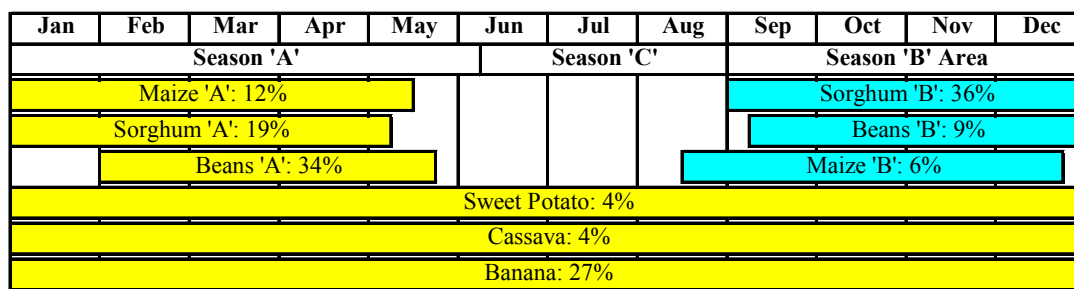 Jan Feb Mar Apr May Jun Jul Aug Sep Oct Nov Dec
Season 'A' Season 'C' Season 'B' Area
Maize 'A': 12% Sorghum 'B': 36%
Sorghum 'A': 19% Beans 'B': 9%
Beans 'A': 34% Maize 'B': 6%
Sweet Potato: 4%
Cassava: 4%
Banana: 27%